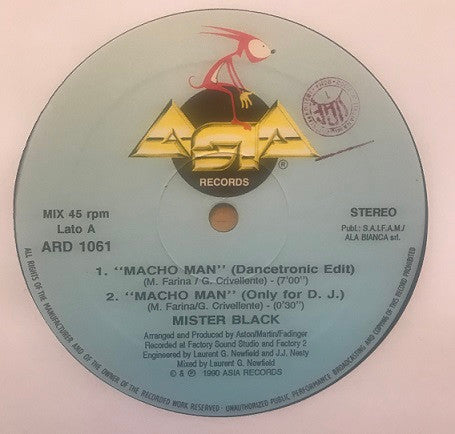 ASIA
®
RECORDS
MIX 45 rpm
Lato A
ARD 1061
STEREO
Publ.: S.A.I.F.A.M./
ALA BIANCA srl.
1. “MACHO MAN” (Dancetronic Edit)
(M. Farina / G. Crivellente) - (7'00'')
2. “MACHO MAN” (Only for D. J.)
(M. Farina/G. Crivellente) - (0'30'')
MISTER BLACK
Arranged and Produced by Aston/Martin/Fadinger
Recorded at Factory Sound Studio and Factory 2
Engineered by Laurent G. Newfield and J.J. Nesty
Mixed by Laurent G. Newfield
© & ℗ 1990 ASIA RECORDS
ALL RIGHTS OF THE MANUFACTURER AND OF THE OWNER OF THE RECORDED WORK RESERVED - UNAUTHORIZED PUBLIC PERFORMANCE BROADCASTING AND COPYING OF THIS RECORD PROHIBITED